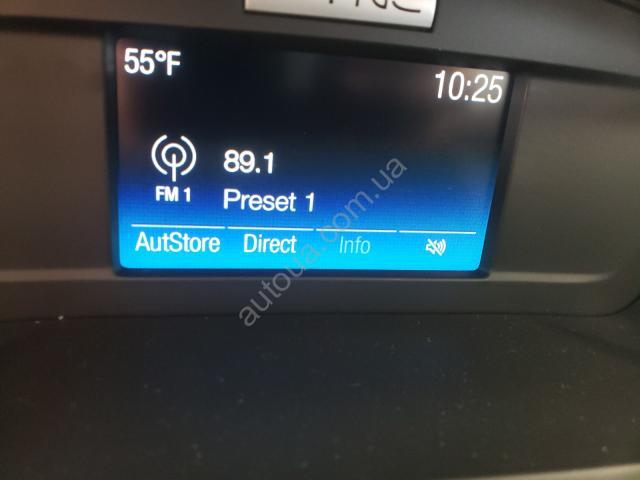 55°F
10:25
89.1
FM 1
Preset 1
AutStore
Direct
Info
autoua.com.ua